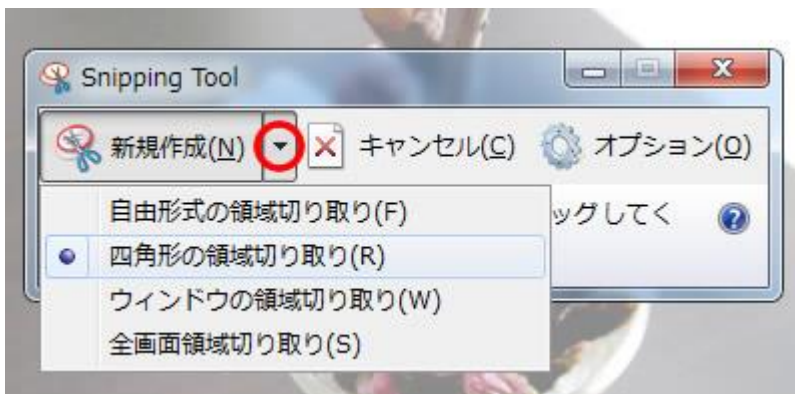 Snipping Tool
新規作成(N) キャンセル(C) オプション(O)
自由形式の領域切り取り(F)
ッグしてく
四角形の領域切り取り(R)
ウィンドウの領域切り取り(W)
全画面領域切り取り(S)